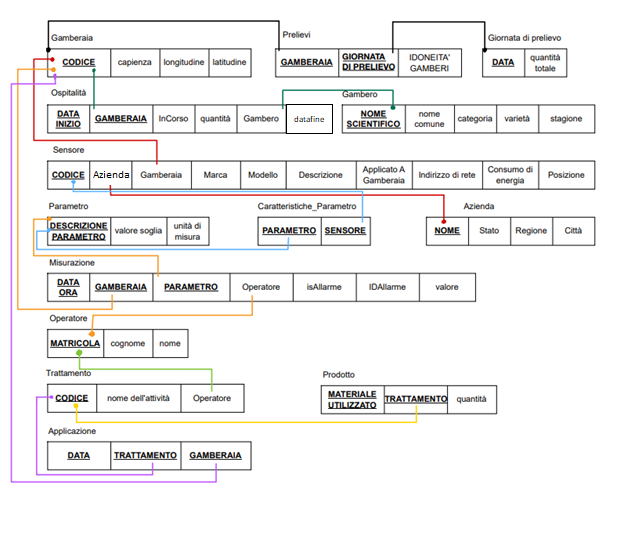 Gamberaia
Prelievi
Giornata di prelievo
CODICE capienza longitudine latitudine
GAMBERAIA GIORNATA DI PRELIEVO IDONEITA' GAMBERI
DATA quantità totale
Ospitalità
Gambero
DATA INIZIO GAMBERAIA InCorso quantità Gambero datafine
NOME SCIENTIFICO nome comune categoria varietà stagione
Sensore
CODICE Azienda Gamberaia Marca Modello Descrizione Applicato A Gamberaia Indirizzo di rete Consumo di energia Posizione
Parametro
Caratteristiche_Parametro
Azienda
DESCRIZIONE PARAMETRO valore soglia unità di misura
PARAMETRO SENSORE
NOME Stato Regione Città
Misurazione
DATA ORA GAMBERAIA PARAMETRO Operatore isAllarme IDAllarme valore
Operatore
MATRICOLA cognome nome
Trattamento
Prodotto
CODICE nome dell'attività Operatore
MATERIALE UTILIZZATO TRATTAMENTO quantità
Applicazione
DATA TRATTAMENTO GAMBERAIA